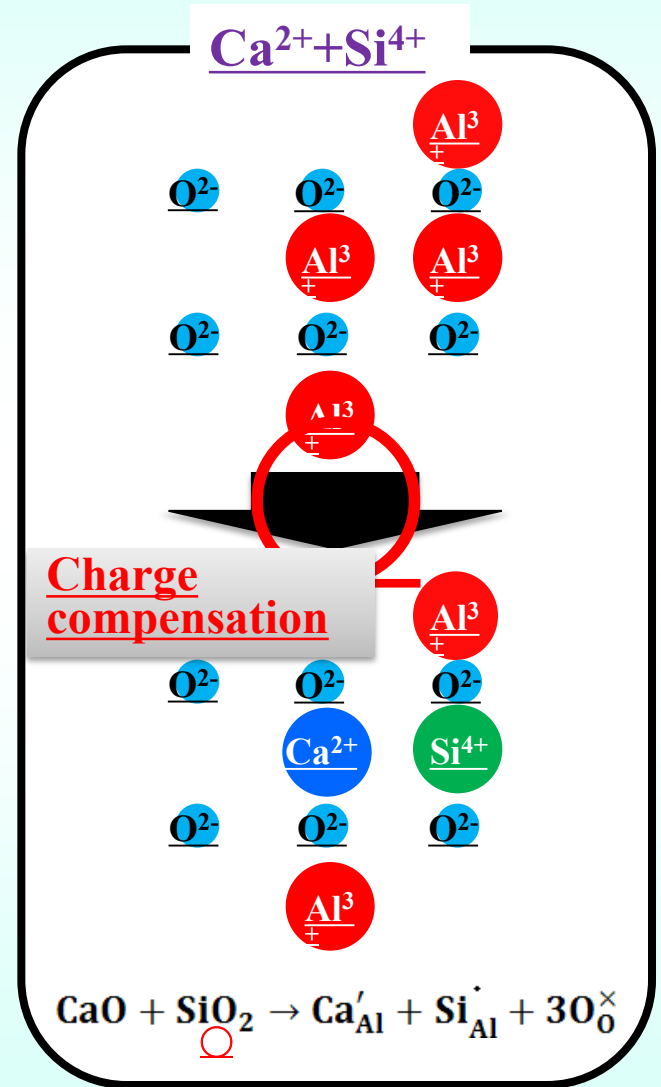 Ca²⁺+Si⁴⁺
Al³
+
O²⁻ O²⁻ O²⁻
Al³ Al³
+ +
O²⁻ O²⁻ O²⁻
Al³
+
Charge
compensation
Al³
+
O²⁻ O²⁻ O²⁻
Ca²⁺ Si⁴⁺
O²⁻ O²⁻ O²⁻
Al³
+
CaO + SiO₂ → Ca′Al + Si˙Al + 3O×O